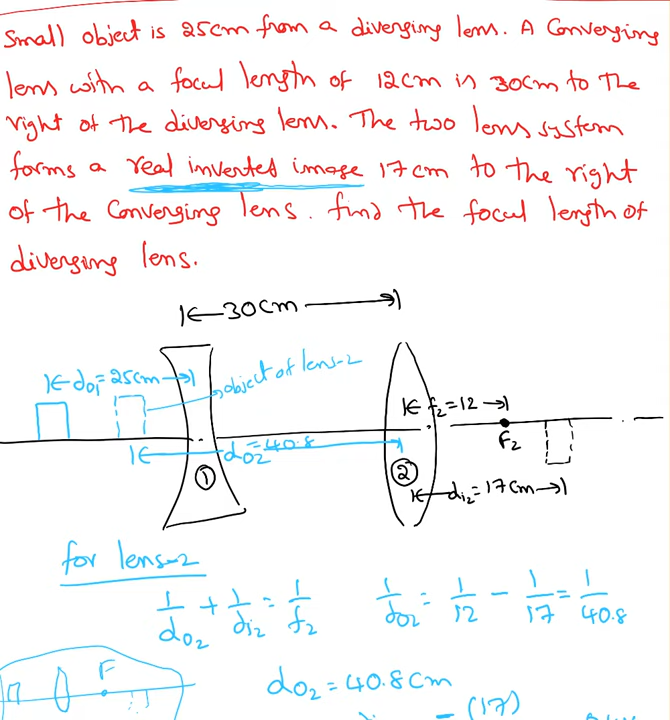 Small object is 25cm from a diverging lens. A Converging
lens with a focal length of 12cm is 30cm to the
right of the diverging lens. The two lens system
forms a real inverted image 17cm to the right
of the Converging lens. find the focal length of
diverging lens.
30cm
do1=25cm
object of lens-2
f2=12
do2=40.8
F2
1
2
di2=17cm
for lens-2
1/do2 + 1/di2 = 1/f2
1/do2 = 1/12 - 1/17 = 1/40.8
F
do2=40.8cm
= -(17)